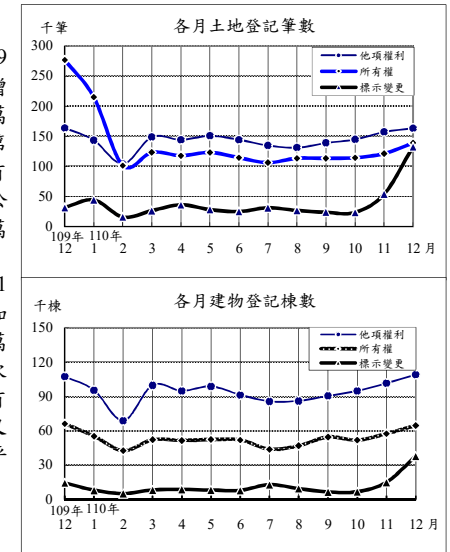 各月土地登記筆數
千筆
他項權利
所有權
標示變更
300
250
200
150
100
50
0
109年 110年
12 1 2 3 4 5 6 7 8 9 10 11 12 月
各月建物登記棟數
千棟
他項權利
所有權
標示變更
150
120
90
60
30
0
109年 110年
12 1 2 3 4 5 6 7 8 9 10 11 12 月
9
增
萬